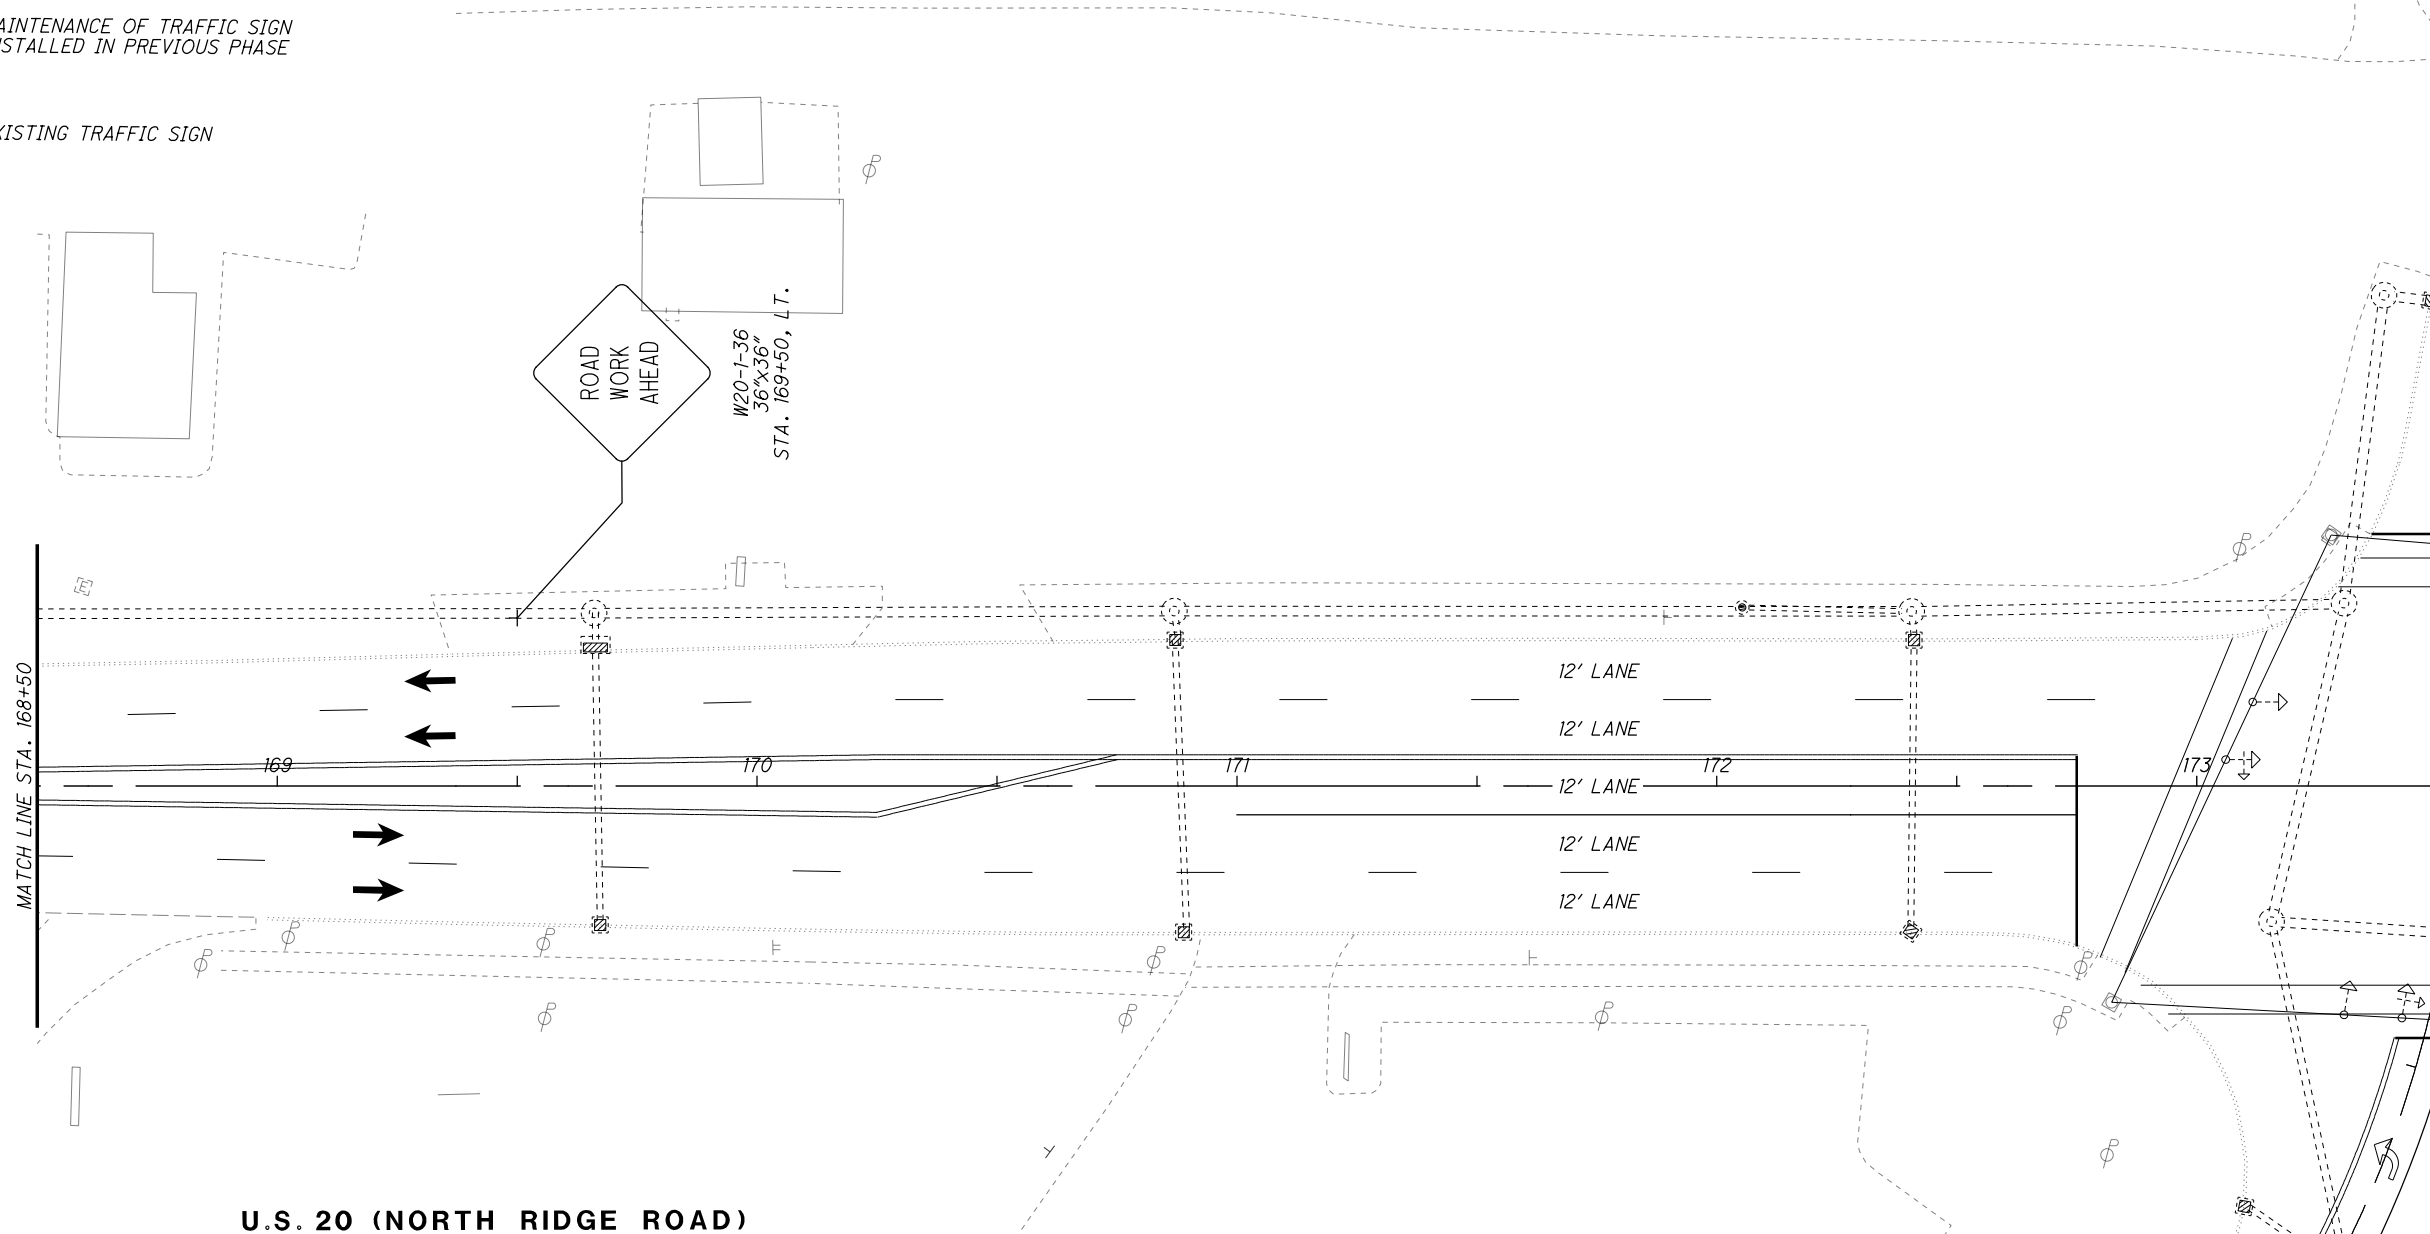 AINTENANCE OF TRAFFIC SIGN
STALLED IN PREVIOUS PHASE
XISTING TRAFFIC SIGN
ROAD
WORK
AHEAD
W20-1-36
36"x36"
STA. 169+50, LT.
E
MATCH LINE STA. 168+50
12' LANE
12' LANE
169
170
171
172
173
12' LANE
12' LANE
12' LANE
U.S. 20 (NORTH RIDGE ROAD)